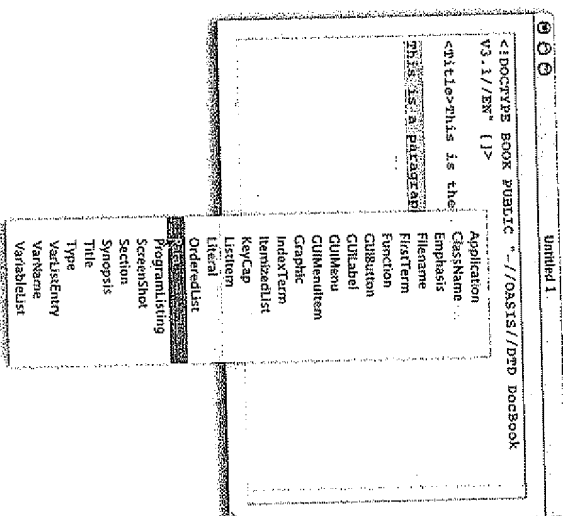 Untitled 1
<!DOCTYPE BOOK PUBLIC "-//OASIS//DTD DocBook
V3.1//EN" []>
<Title>This is the
This is a paragrap
Application
ClassName
Emphasis
Filename
FirstTerm
Function
GUIButton
GUILabel
GUIMenu
GUIMenuItem
Graphic
IndexTerm
ItemizedList
KeyCap
ListItem
Literal
OrderedList
ProgramListing
ScreenShot
Section
Synopsis
Title
Type
VarListEntry
VarName
VariableList